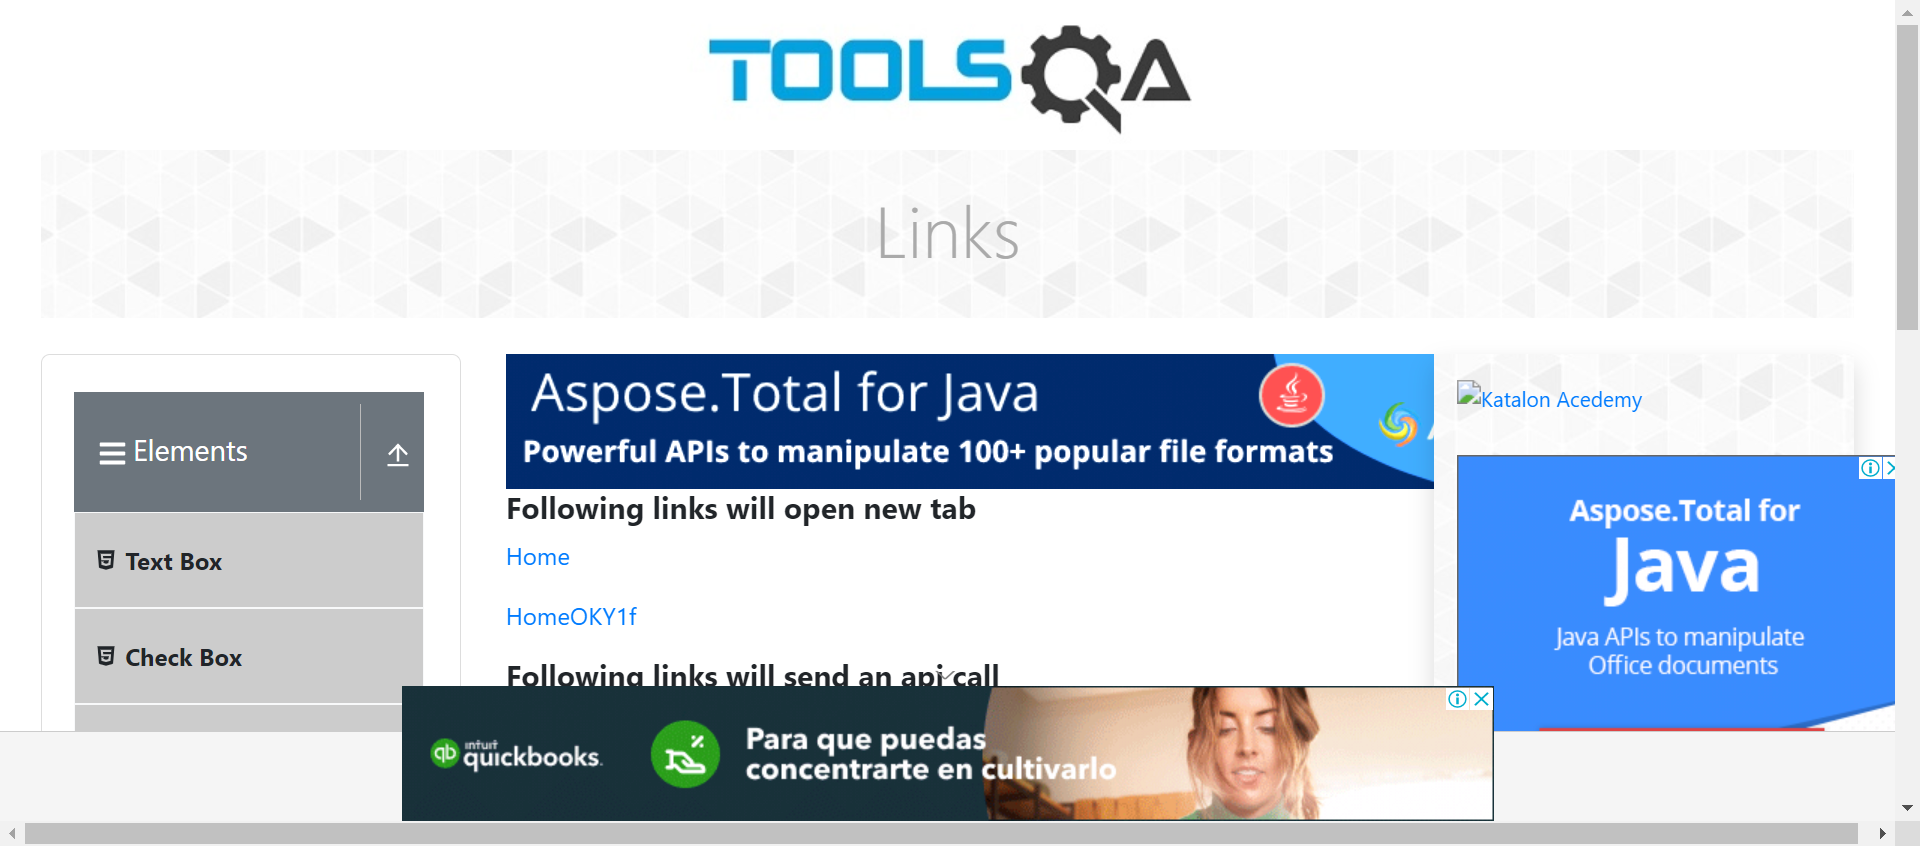 TOOLSQA
Links
Elements
Text Box
Check Box
Aspose.Total for Java
Powerful APIs to manipulate 100+ popular file formats
Following links will open new tab
Home
HomeOKY1f
Following links will send an api call
Katalon Acedemy
Aspose.Total for
Java
Java APIs to manipulate
Office documents
qb intuit quickbooks.
Para que puedas
concentrarte en cultivarlo